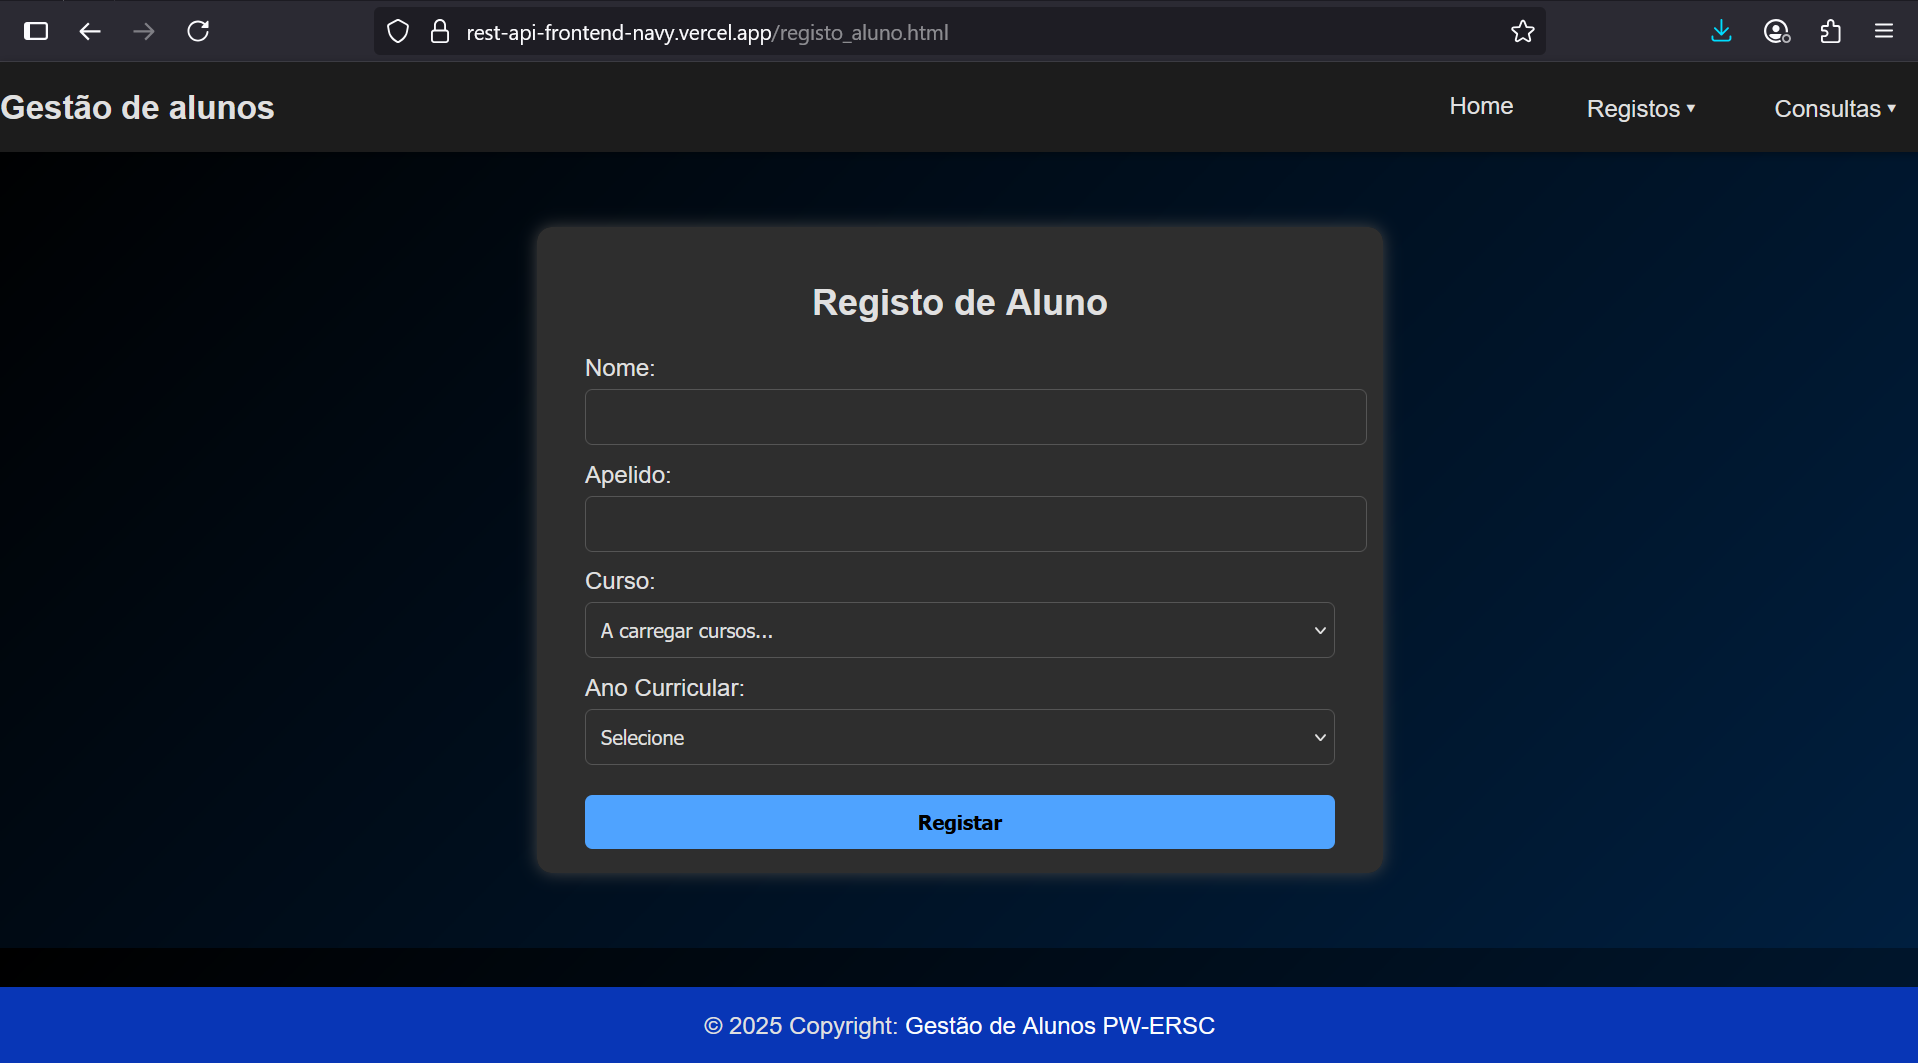 rest-api-frontend-navy.vercel.app/registo_aluno.html
Gestão de alunos
Home
Registos ▾
Consultas ▾
Registo de Aluno
Nome:
Apelido:
Curso:
A carregar cursos...
Ano Curricular:
Selecione
Registar
© 2025 Copyright: Gestão de Alunos PW-ERSC